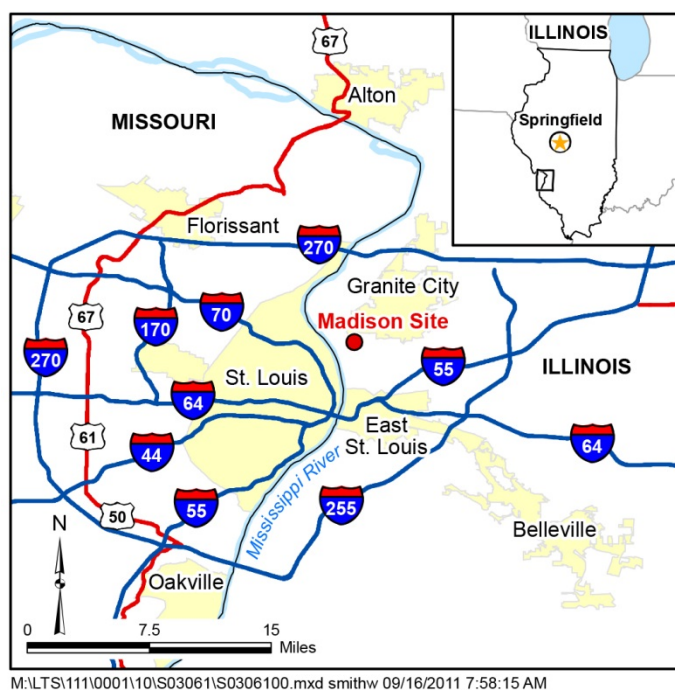 67
ILLINOIS
Alton
MISSOURI
Springfield
Florissant
270
Granite City
67
170
70
Madison Site
270
55
ILLINOIS
St. Louis
64
61
East
St. Louis
44
64
Mississippi River
50
55
255
N
Belleville
Oakville
0
7.5
15
Miles
M:\LTS\111\0001\10\S03061\S0306100.mxd smithw 09/16/2011 7:58:15 AM